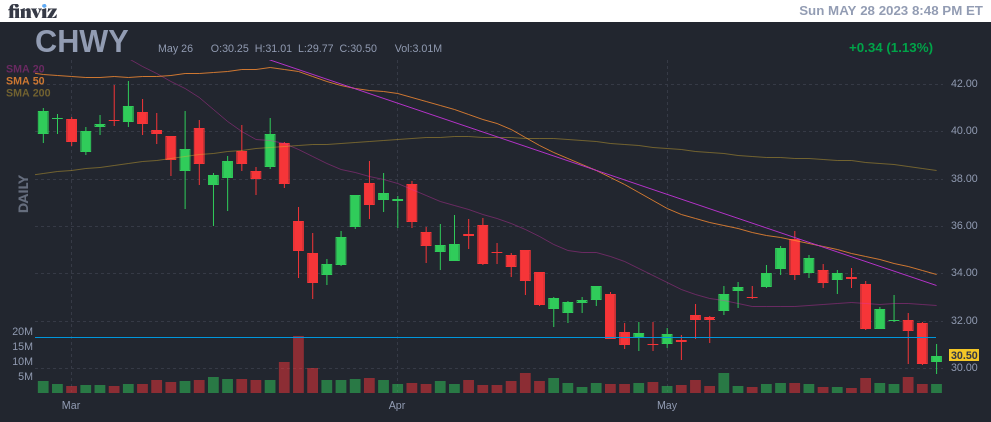 finviz
Sun MAY 28 2023 8:48 PM ET
CHWY
May 26 O:30.25 H:31.01 L:29.77 C:30.50 Vol:3.01M
+0.34 (1.13%)
SMA 20
SMA 50
SMA 200
DAILY
42.00
40.00
38.00
36.00
34.00
32.00
30.50
30.00
20M
15M
10M
5M
Mar Apr May